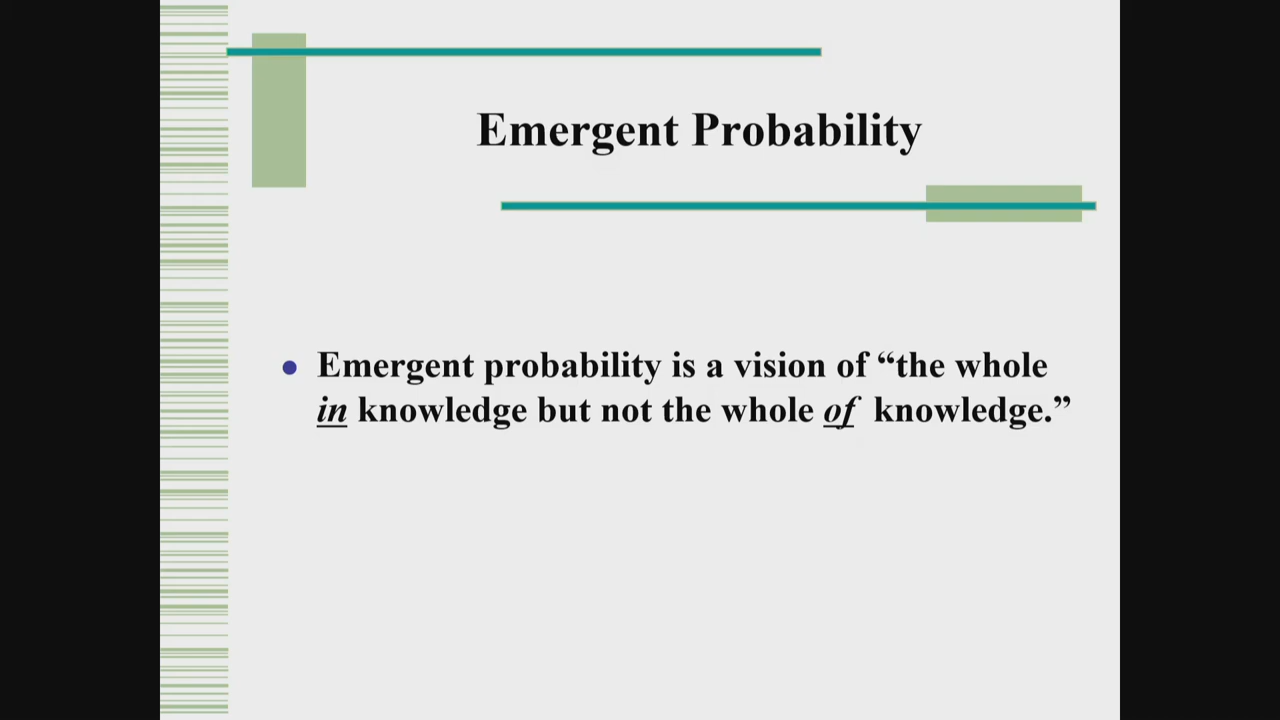 Emergent Probability
Emergent probability is a vision of “the whole
in knowledge but not the whole of knowledge.”